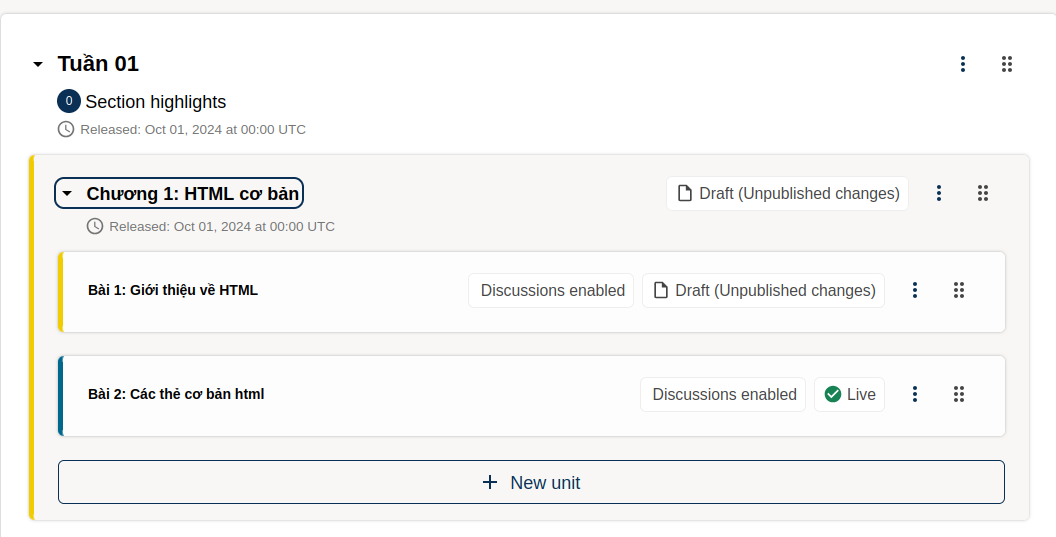 Tuần 01
0 Section highlights
Released: Oct 01, 2024 at 00:00 UTC
Chương 1: HTML cơ bản
Draft (Unpublished changes)
Released: Oct 01, 2024 at 00:00 UTC
Bài 1: Giới thiệu về HTML
Discussions enabled
Draft (Unpublished changes)
Bài 2: Các thẻ cơ bản html
Discussions enabled
Live
+ New unit